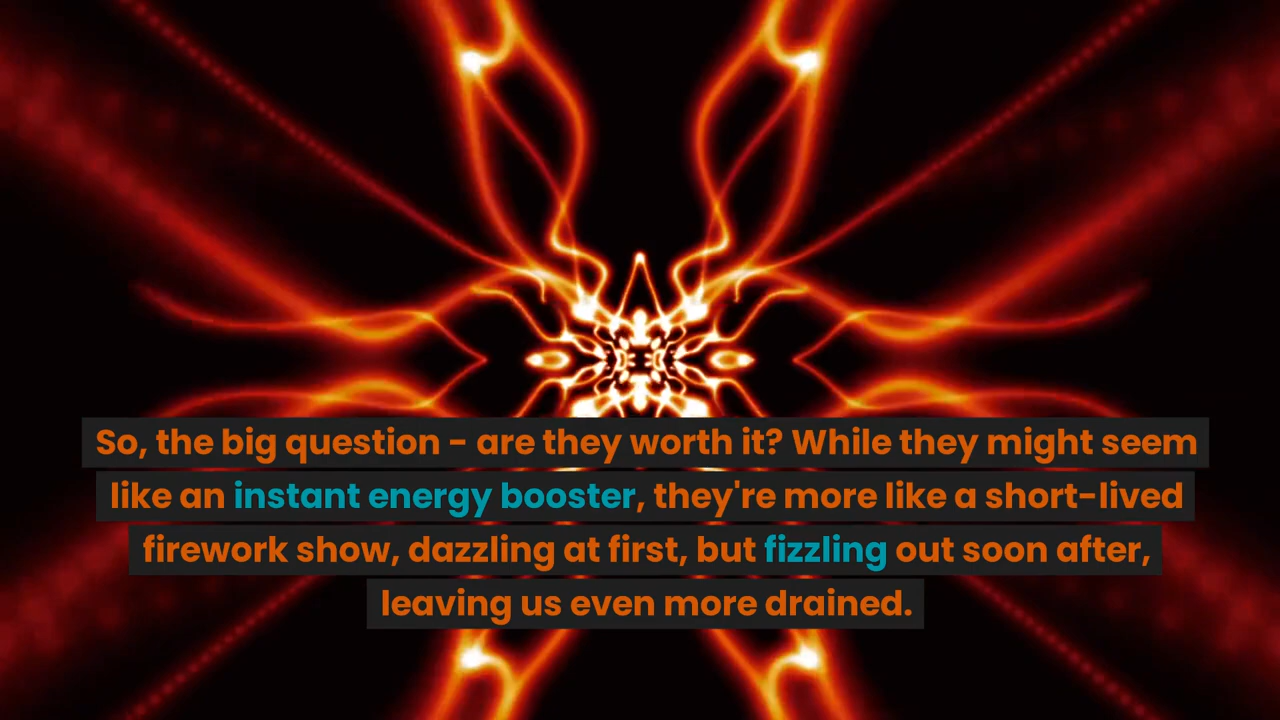 So, the big question - are they worth it? While they might seem
like an instant energy booster, they're more like a short-lived
firework show, dazzling at first, but fizzling out soon after,
leaving us even more drained.